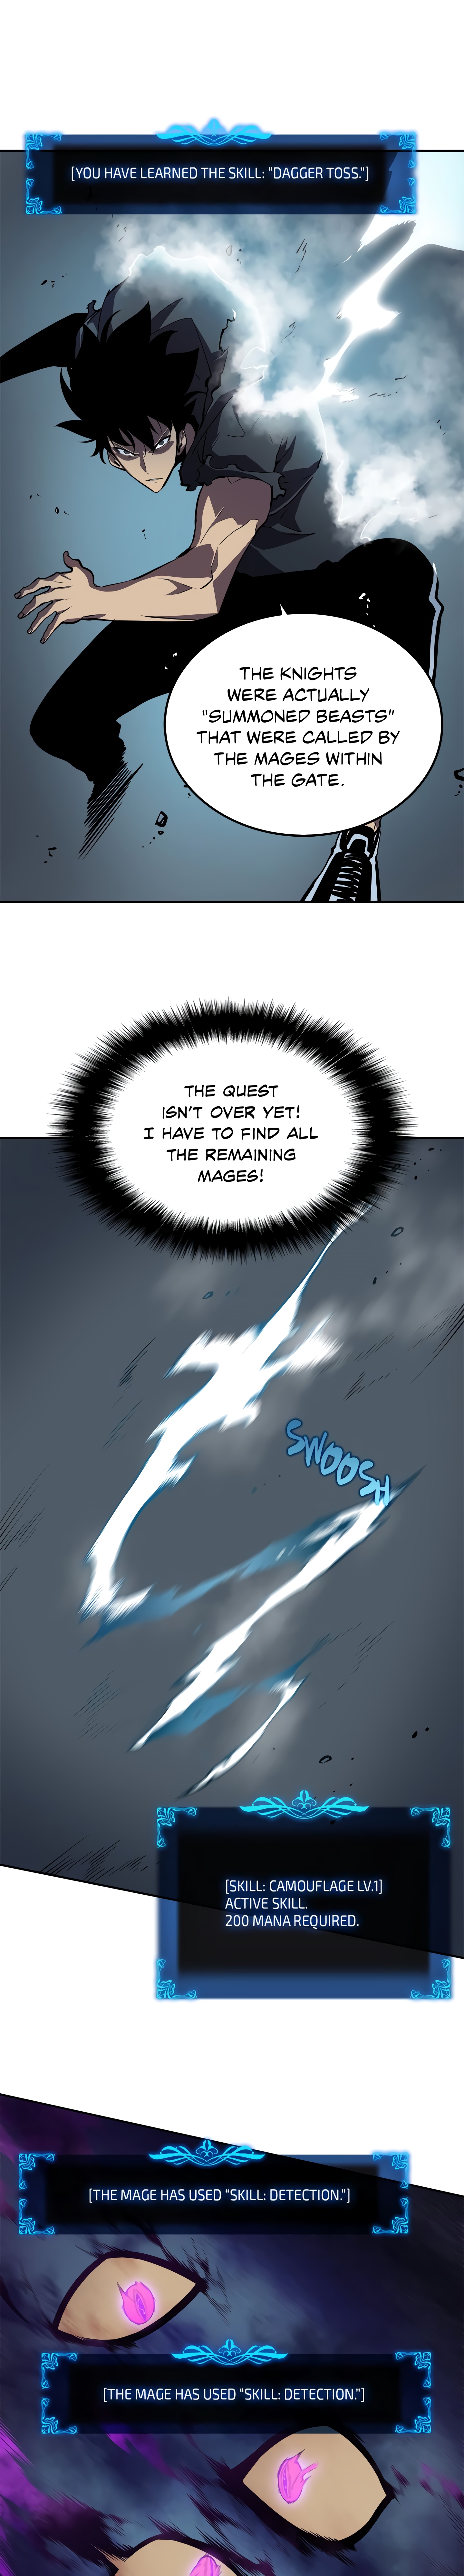 [YOU HAVE LEARNED THE SKILL: "DAGGER TOSS."]
THE KNIGHTS
WERE ACTUALLY
"SUMMONED BEASTS"
THAT WERE CALLED BY
THE MAGES WITHIN
THE GATE.
THE QUEST
ISN'T OVER YET!
I HAVE TO FIND ALL
THE REMAINING
MAGES!
SWOOSH
[SKILL: CAMOUFLAGE LV.1]
ACTIVE SKILL.
200 MANA REQUIRED.
[THE MAGE HAS USED "SKILL: DETECTION."]
[THE MAGE HAS USED "SKILL: DETECTION."]